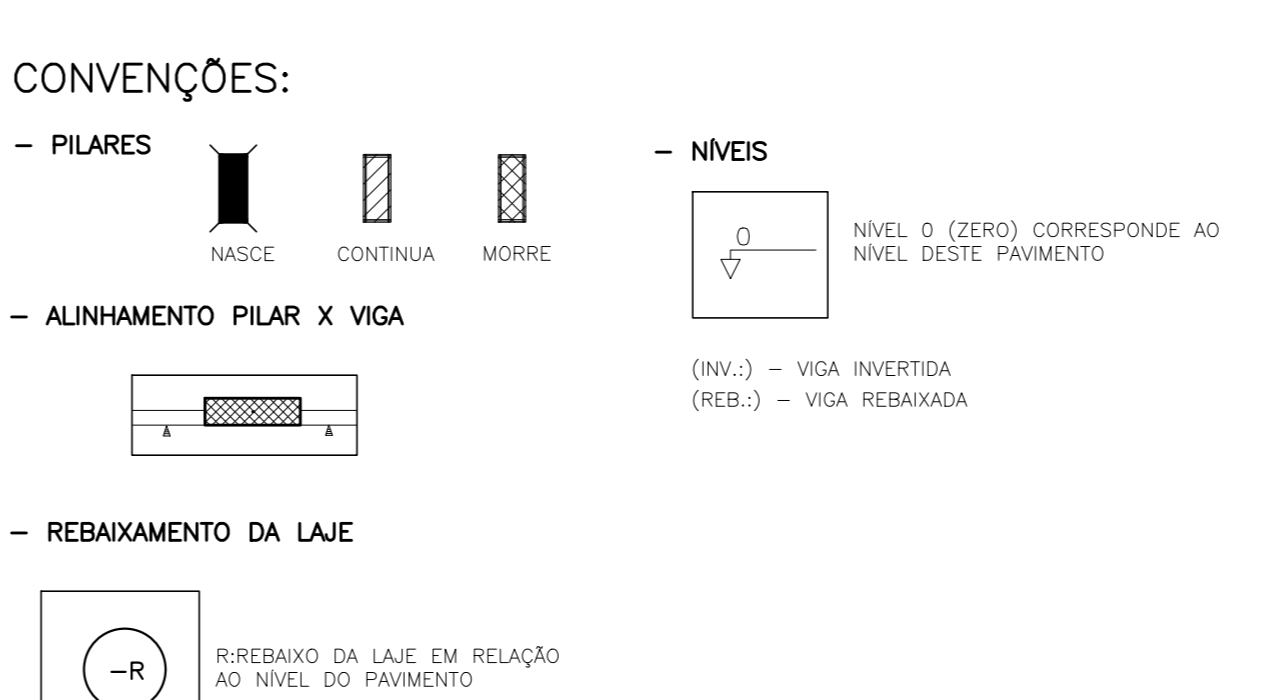 CONVENÇÕES:
– PILARES
NASCE
CONTINUA
MORRE
– ALINHAMENTO PILAR X VIGA
– REBAIXAMENTO DA LAJE
–R
R:REBAIXO DA LAJE EM RELAÇÃO
AO NÍVEL DO PAVIMENTO
– NÍVEIS
0
NÍVEL 0 (ZERO) CORRESPONDE AO
NÍVEL DESTE PAVIMENTO
(INV.:) – VIGA INVERTIDA
(REB.:) – VIGA REBAIXADA